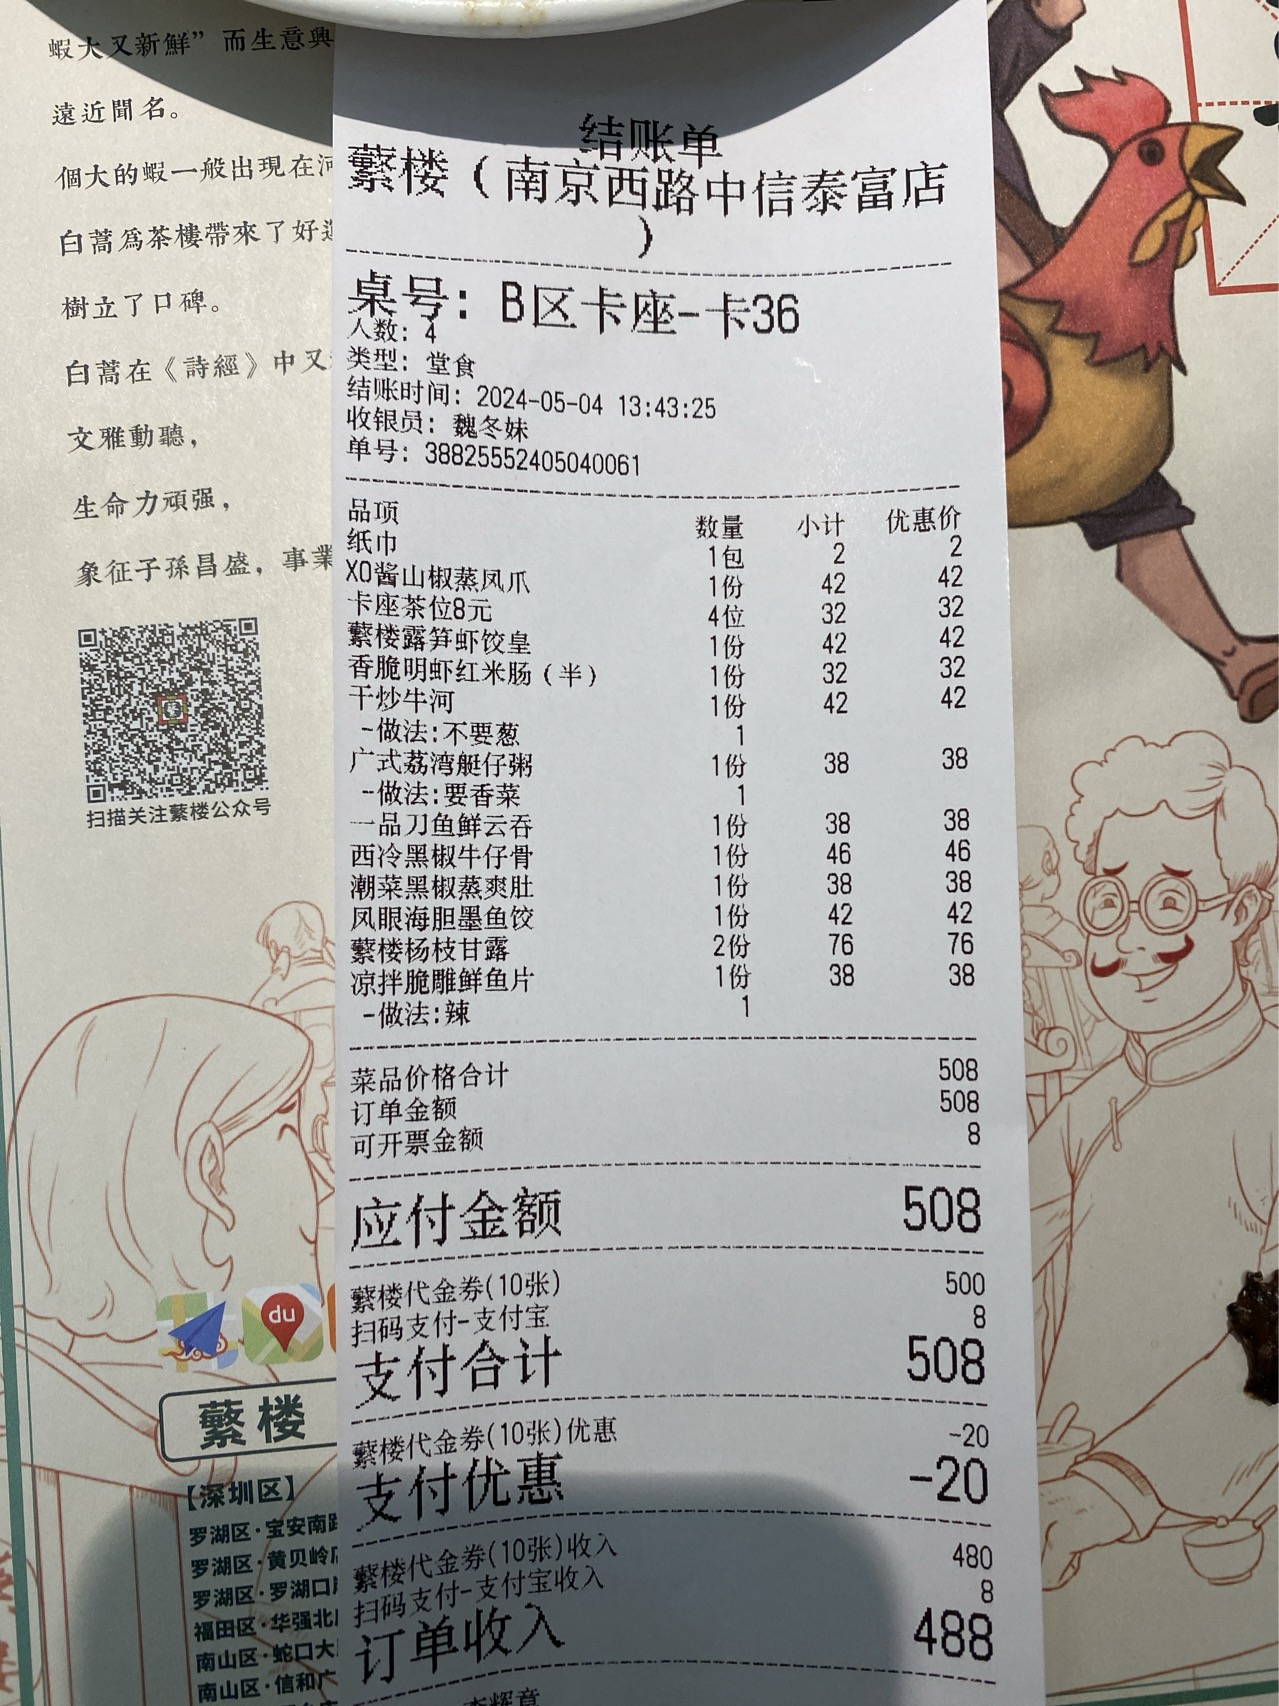 蝦大又新鮮”而生意興
遠近聞名。
個大的蝦一般出現在河
白蒿爲茶樓帶來了好運
樹立了口碑。
白蒿在《詩經》中又
文雅動聽，
生命力頑强，
象征子孫昌盛，事業
扫描关注蘩楼公众号
du
蘩楼
【深圳区】
罗湖区·宝安南路
罗湖区·黄贝岭店
罗湖区·罗湖口岸
福田区·华强北
南山区·蛇口大
南山区·信和广
结账单
蘩楼（南京西路中信泰富店
）
桌号：B区卡座-卡36
人数：4
类型：堂食
结账时间：2024-05-04 13:43:25
收银员：魏冬妹
单号：38825552405040061
品项 数量 小计 优惠价
纸巾 1包 2 2
XO酱山椒蒸凤爪 1份 42 42
卡座茶位8元 4位 32 32
蘩楼露笋虾饺皇 1份 42 42
香脆明虾红米肠（半） 1份 32 32
干炒牛河 1份 42 42
-做法:不要葱 1
广式荔湾艇仔粥 1份 38 38
-做法:要香菜 1
一品刀鱼鲜云吞 1份 38 38
西冷黑椒牛仔骨 1份 46 46
潮菜黑椒蒸爽肚 1份 38 38
凤眼海胆墨鱼饺 1份 42 42
蘩楼杨枝甘露 2份 76 76
凉拌脆雕鲜鱼片 1份 38 38
-做法:辣 1
菜品价格合计 508
订单金额 508
可开票金额 8
应付金额 508
蘩楼代金券(10张) 500
扫码支付-支付宝 8
支付合计 508
蘩楼代金券(10张)优惠 -20
支付优惠 -20
蘩楼代金券(10张)收入 480
扫码支付-支付宝收入 8
订单收入 488